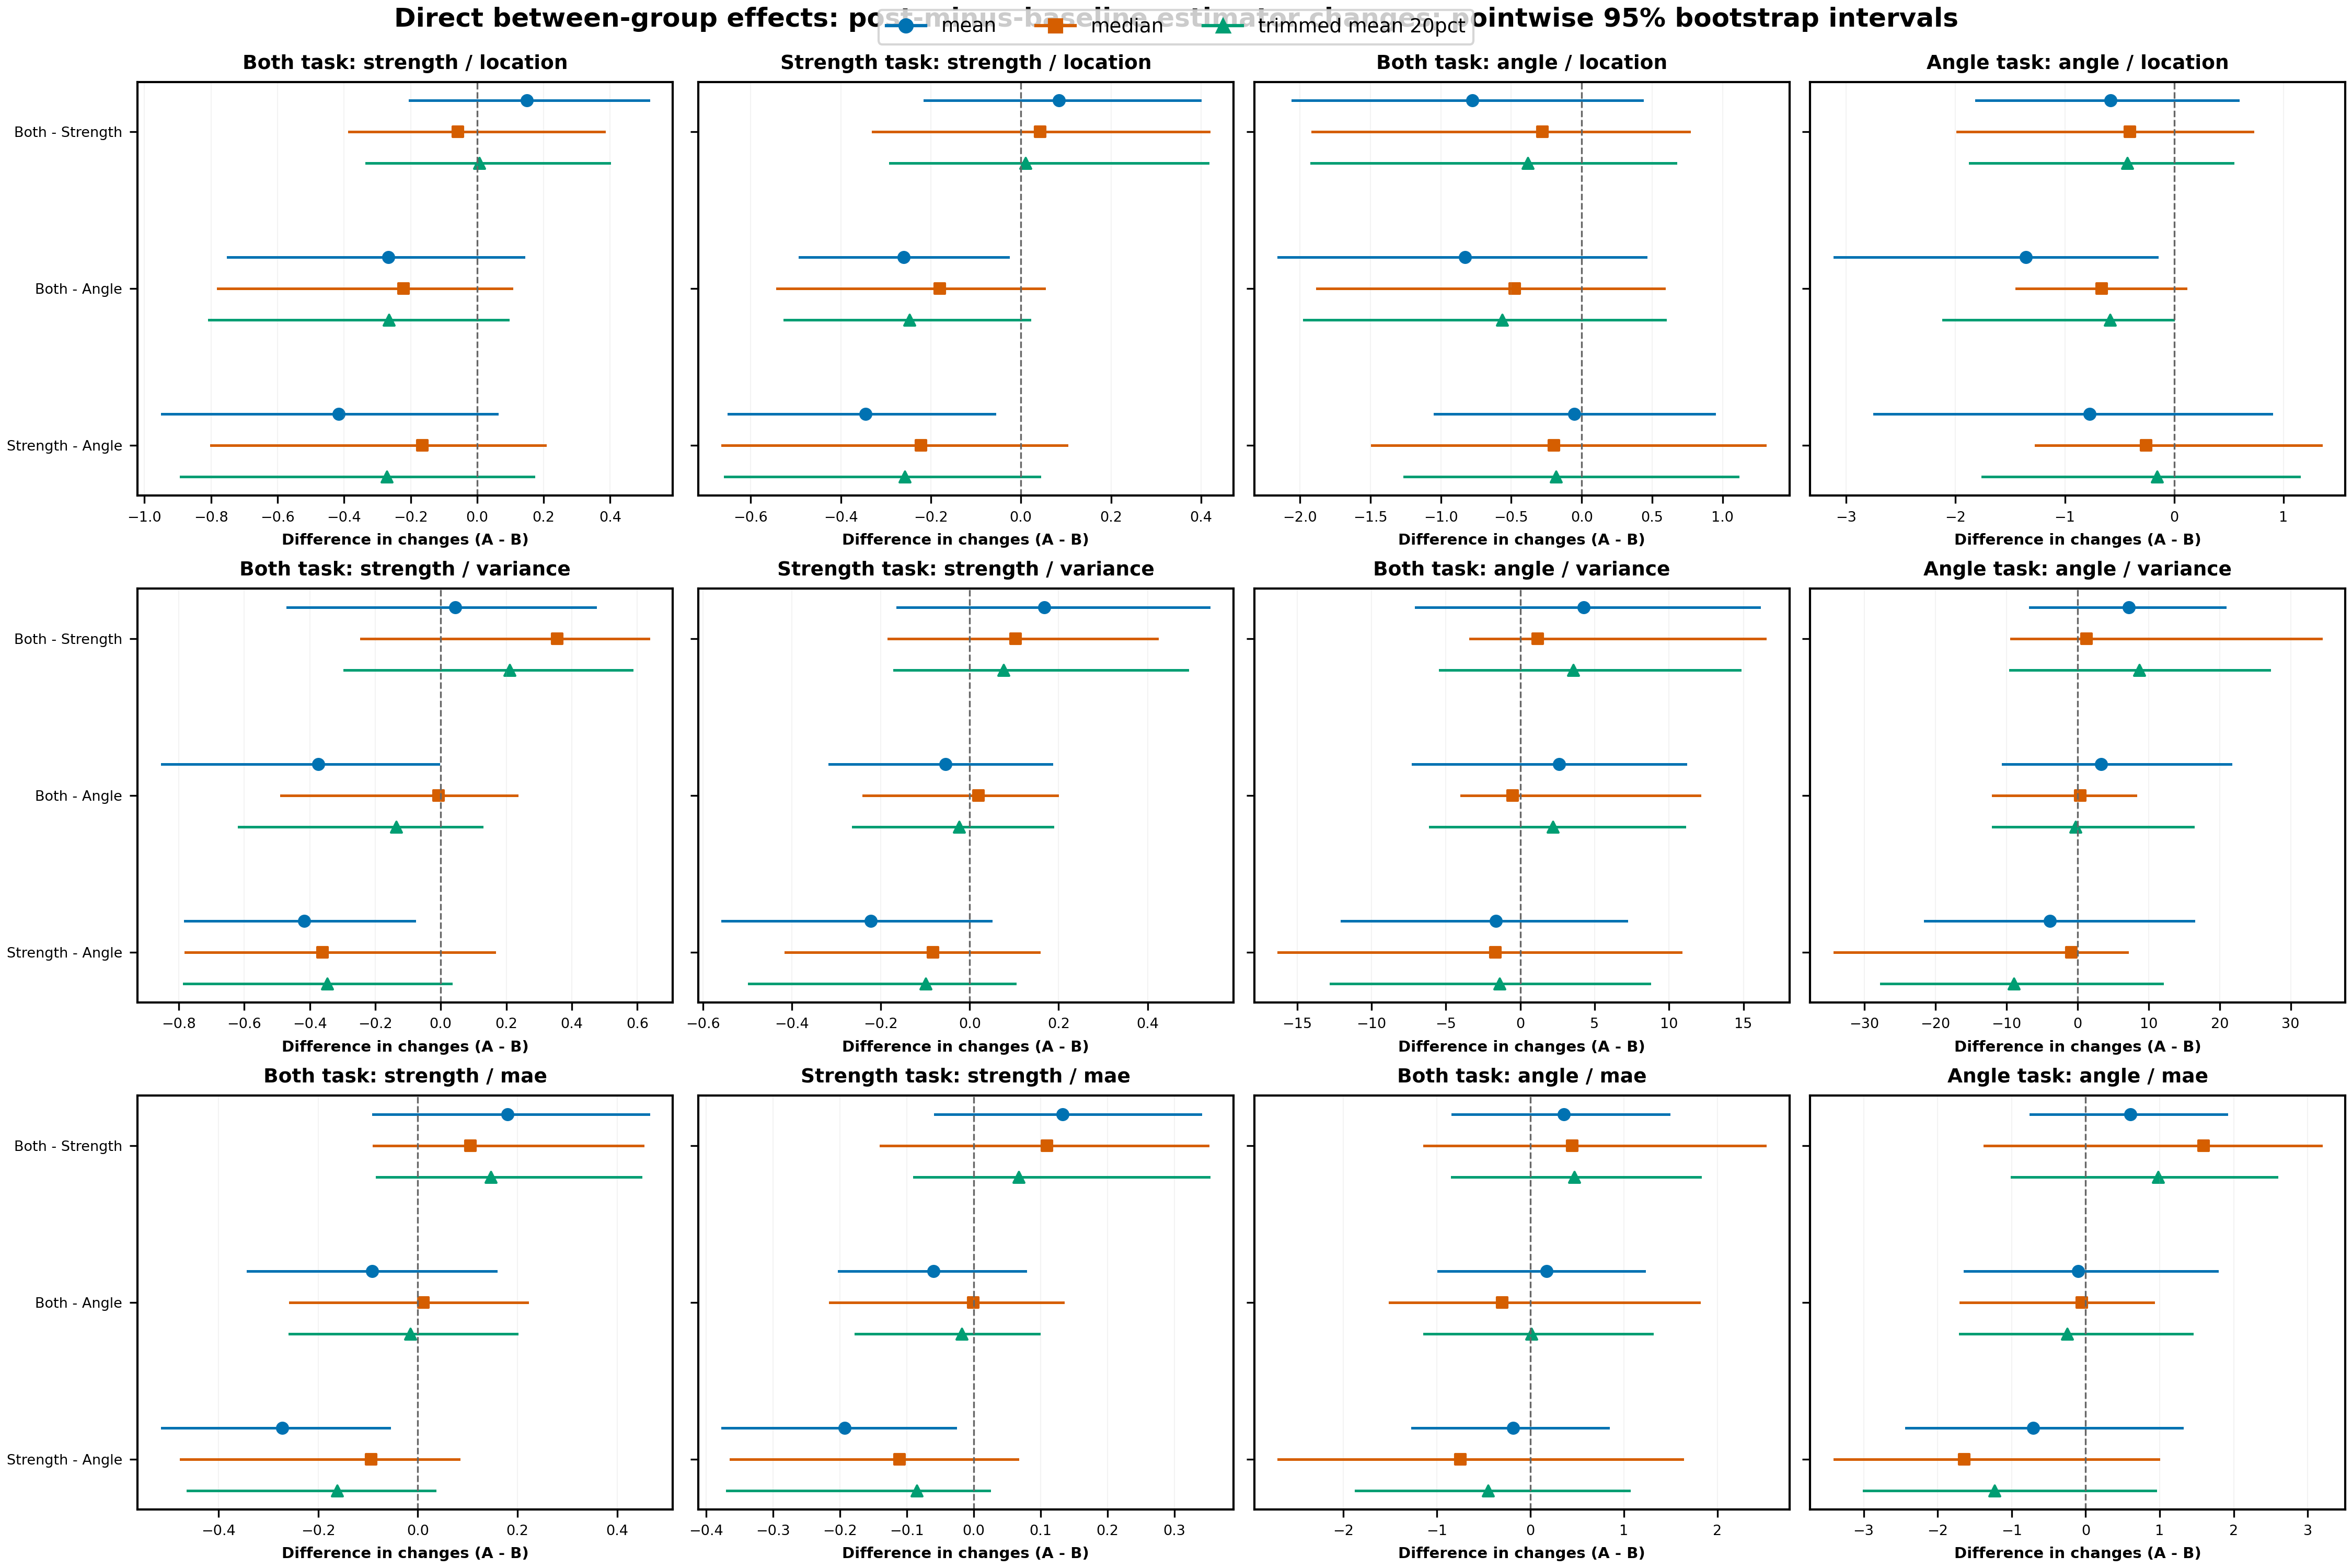 Direct between-group effects: post-minus-baseline estimator changes; pointwise 95% bootstrap intervals
mean median trimmed mean 20pct
Both task: strength / location Strength task: strength / location Both task: angle / location Angle task: angle / location
Both - Strength
Both - Angle
Strength - Angle
−1.0 −0.8 −0.6 −0.4 −0.2 0.0 0.2 0.4 −0.6 −0.4 −0.2 0.0 0.2 0.4 −2.0 −1.5 −1.0 −0.5 0.0 0.5 1.0 −3 −2 −1 0 1
Difference in changes (A - B) Difference in changes (A - B) Difference in changes (A - B) Difference in changes (A - B)
Both task: strength / variance Strength task: strength / variance Both task: angle / variance Angle task: angle / variance
Both - Strength
Both - Angle
Strength - Angle
−0.8 −0.6 −0.4 −0.2 0.0 0.2 0.4 0.6 −0.6 −0.4 −0.2 0.0 0.2 0.4 −15 −10 −5 0 5 10 15 −30 −20 −10 0 10 20 30
Difference in changes (A - B) Difference in changes (A - B) Difference in changes (A - B) Difference in changes (A - B)
Both task: strength / mae Strength task: strength / mae Both task: angle / mae Angle task: angle / mae
Both - Strength
Both - Angle
Strength - Angle
−0.4 −0.2 0.0 0.2 0.4 −0.4 −0.3 −0.2 −0.1 0.0 0.1 0.2 0.3 −2 −1 0 1 2 −3 −2 −1 0 1 2 3
Difference in changes (A - B) Difference in changes (A - B) Difference in changes (A - B) Difference in changes (A - B)